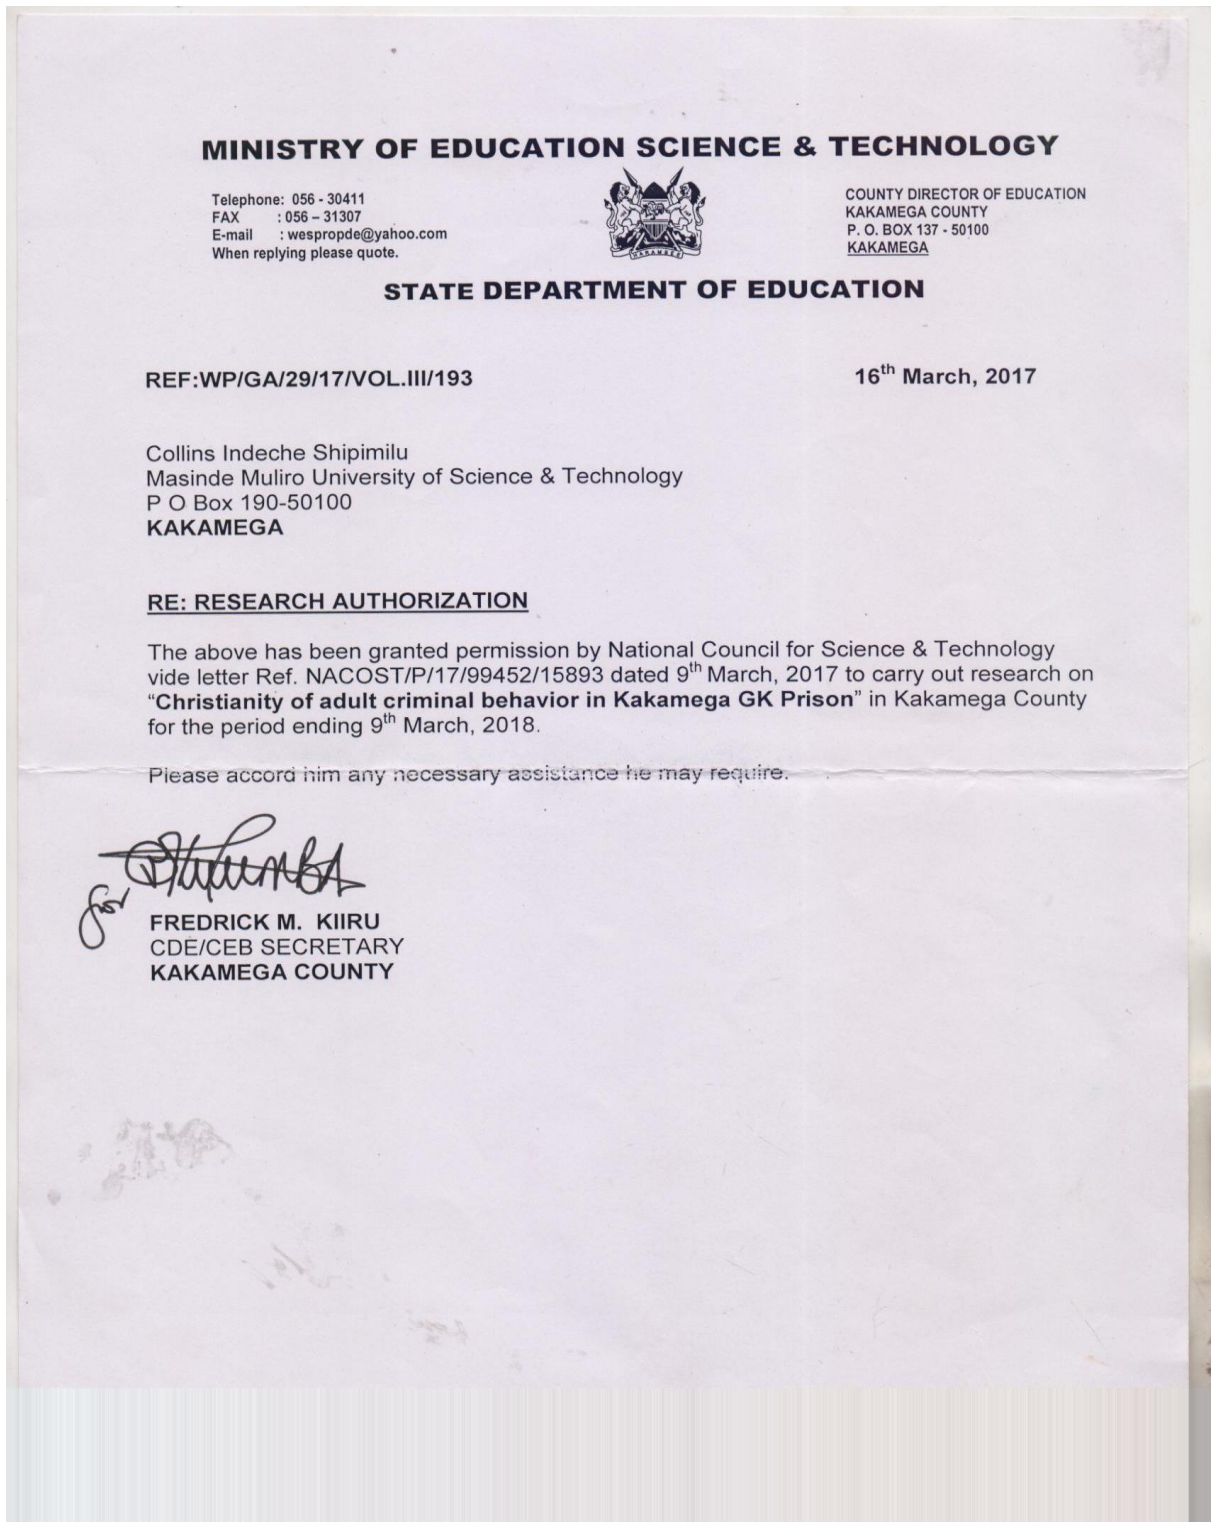 MINISTRY OF EDUCATION SCIENCE & TECHNOLOGY
Telephone: 056 - 30411
FAX : 056 – 31307
E-mail : wespropde@yahoo.com
When replying please quote.
HARAMBEE
COUNTY DIRECTOR OF EDUCATION
KAKAMEGA COUNTY
P. O. BOX 137 - 50100
KAKAMEGA
STATE DEPARTMENT OF EDUCATION
REF:WP/GA/29/17/VOL.III/193
16th March, 2017
Collins Indeche Shipimilu
Masinde Muliro University of Science & Technology
P O Box 190-50100
KAKAMEGA
RE: RESEARCH AUTHORIZATION
The above has been granted permission by National Council for Science & Technology
vide letter Ref. NACOST/P/17/99452/15893 dated 9th March, 2017 to carry out research on
“Christianity of adult criminal behavior in Kakamega GK Prison” in Kakamega County
for the period ending 9th March, 2018.
Please accord him any necessary assistance he may require.
for
FREDRICK M. KIIRU
CDE/CEB SECRETARY
KAKAMEGA COUNTY